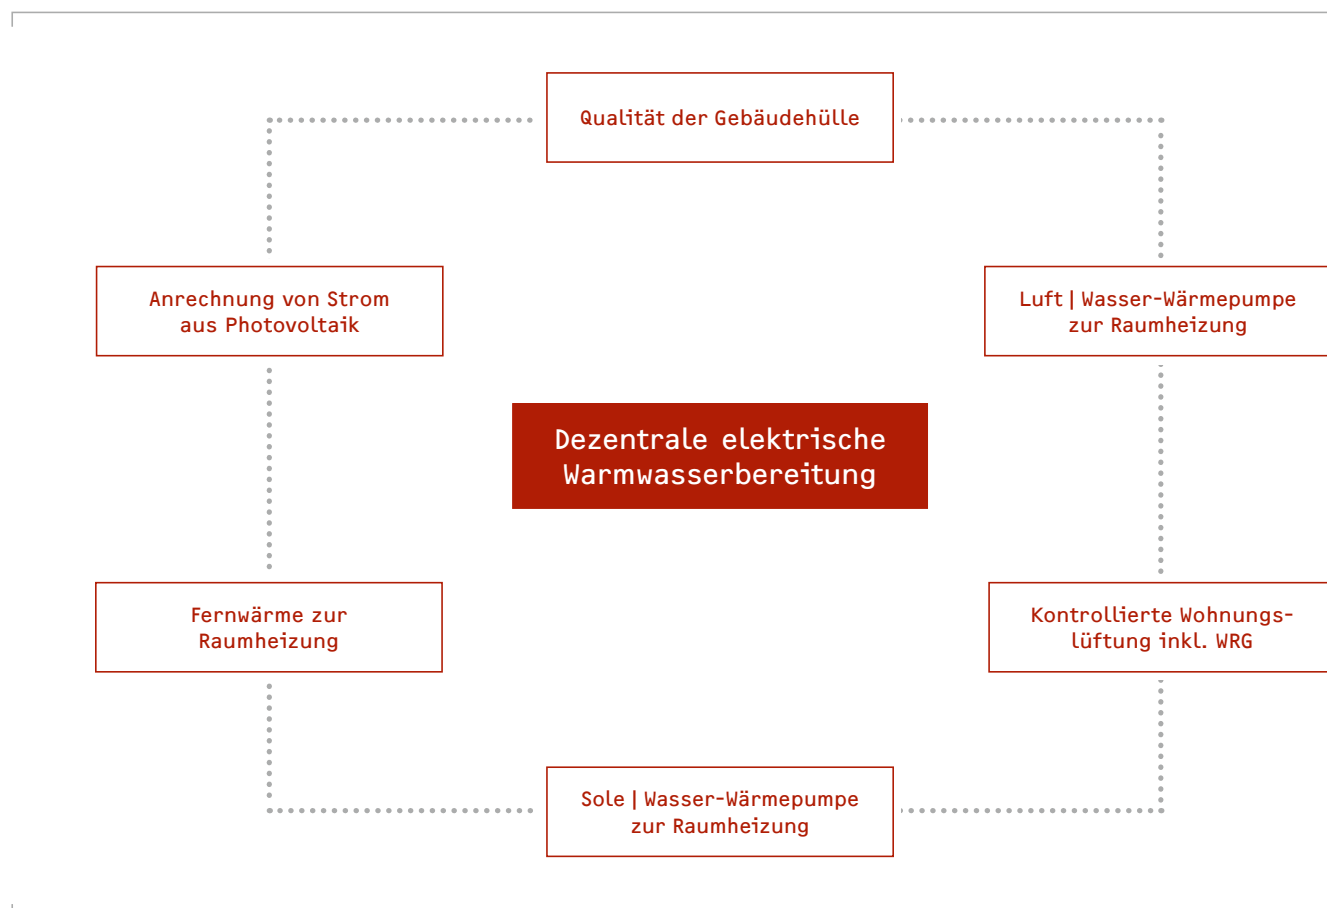 Qualität der Gebäudehülle
Anrechnung von Strom
aus Photovoltaik
Luft | Wasser-Wärmepumpe
zur Raumheizung
Dezentrale elektrische
Warmwasserbereitung
Fernwärme zur
Raumheizung
Kontrollierte Wohnungs-
lüftung inkl. WRG
Sole | Wasser-Wärmepumpe
zur Raumheizung